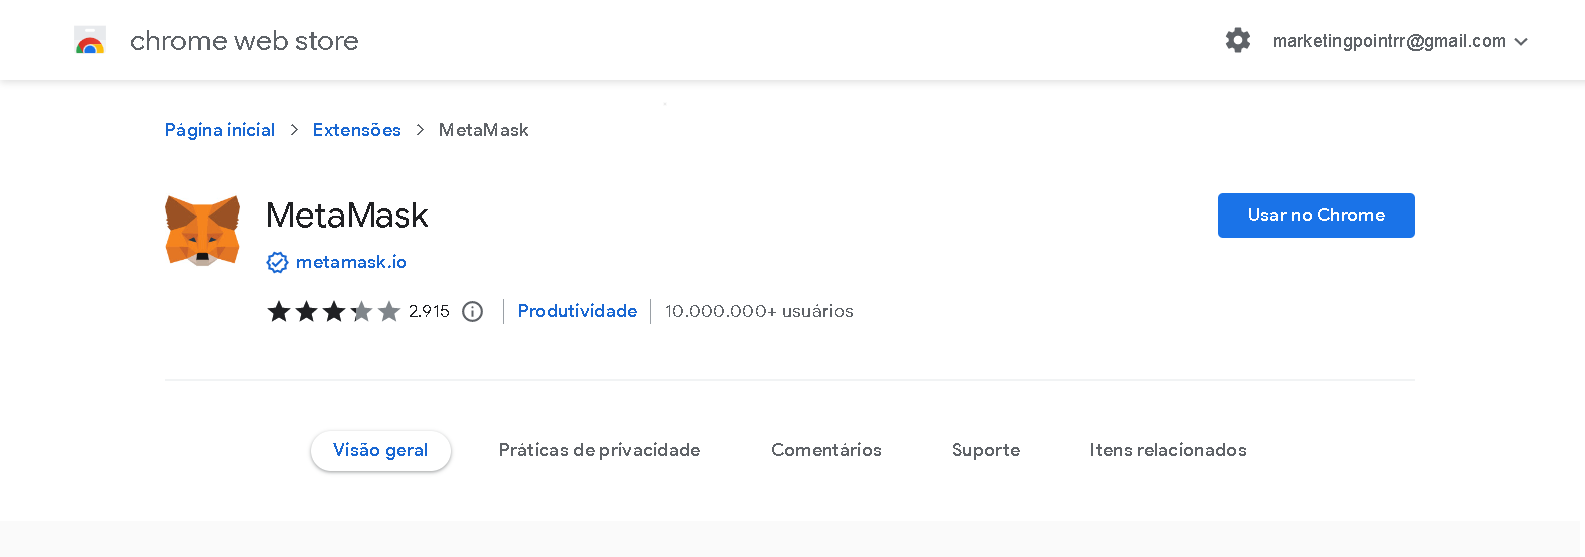 chrome web store
marketingpointrr@gmail.com
Página inicial > Extensões > MetaMask
MetaMask
Usar no Chrome
metamask.io
2.915
Produtividade
10.000.000+ usuários
Visão geral
Práticas de privacidade
Comentários
Suporte
Itens relacionados